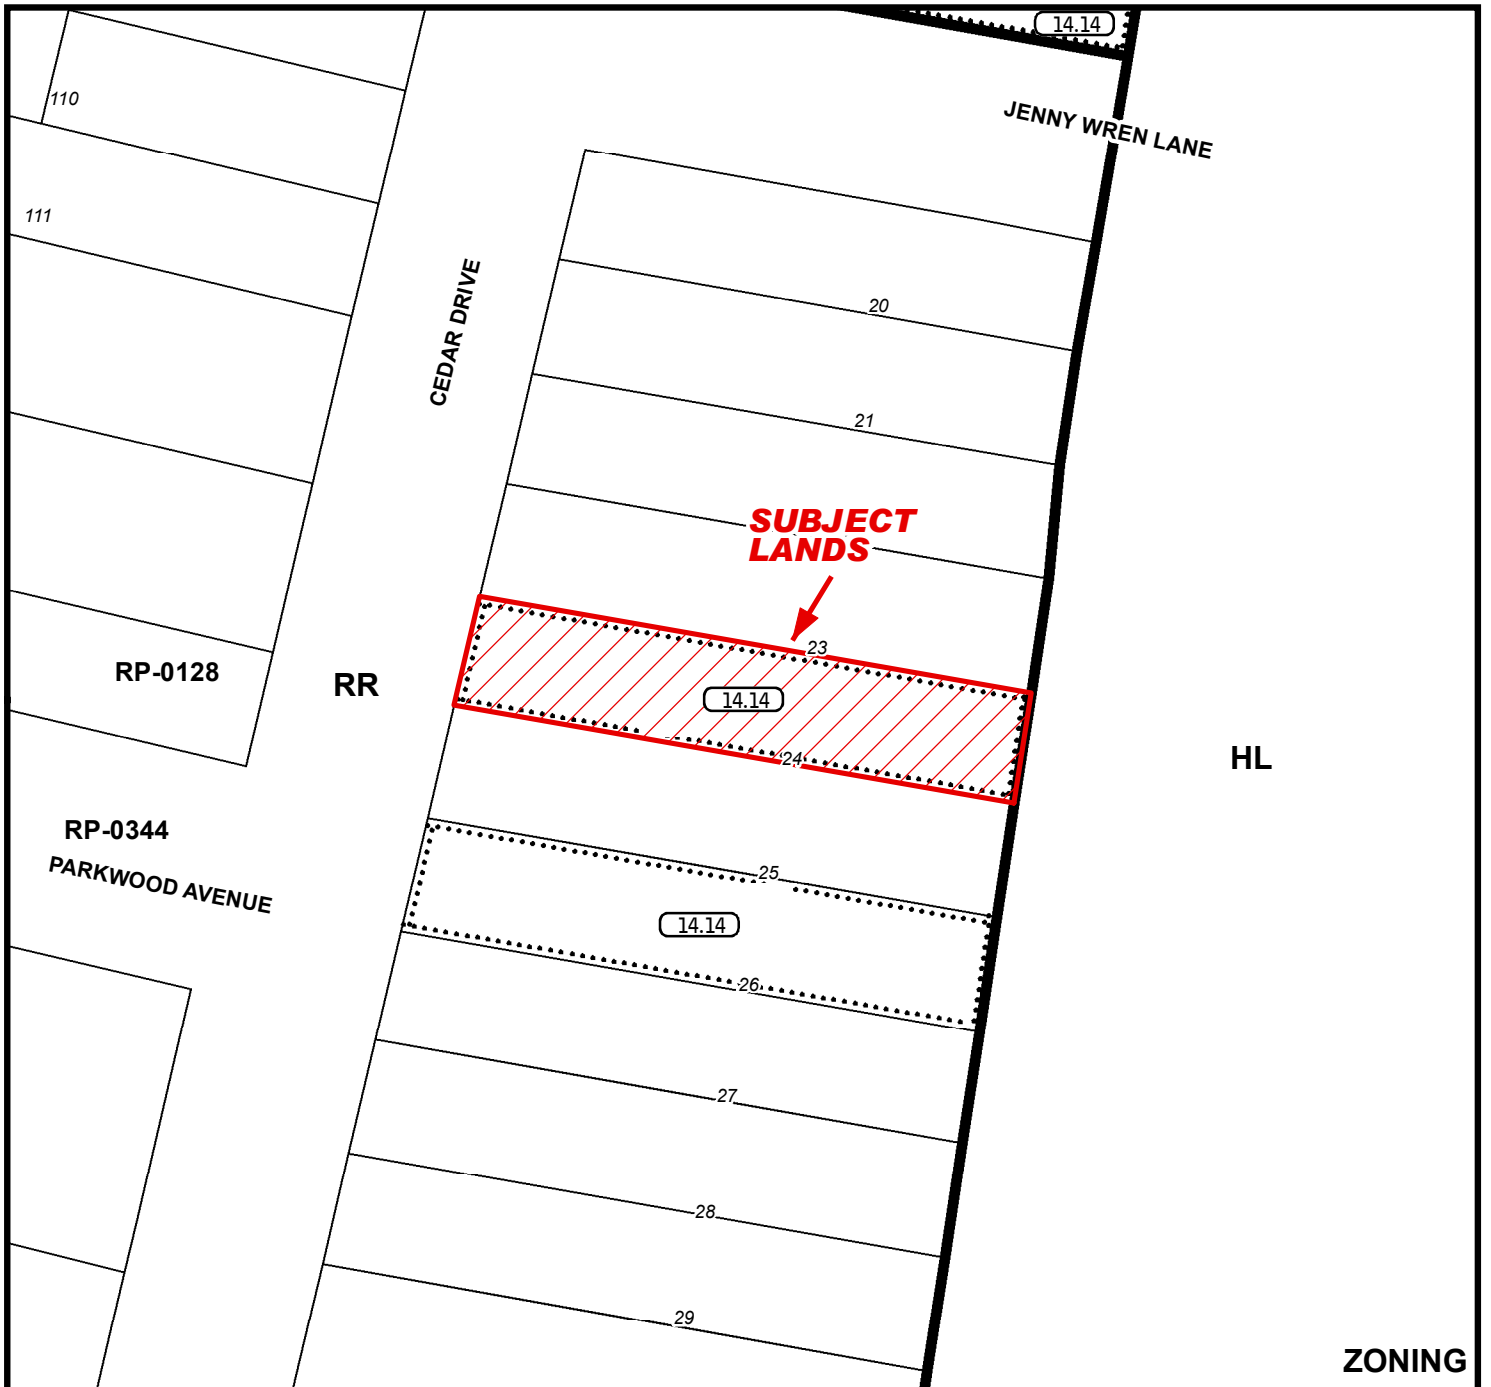 14.14
110
JENNY WREN LANE
111
CEDAR DRIVE
20
21
SUBJECT
LANDS
23
RP-0128
RR
14.14
24
HL
RP-0344
PARKWOOD AVENUE
25
14.14
26
27
28
29
ZONING